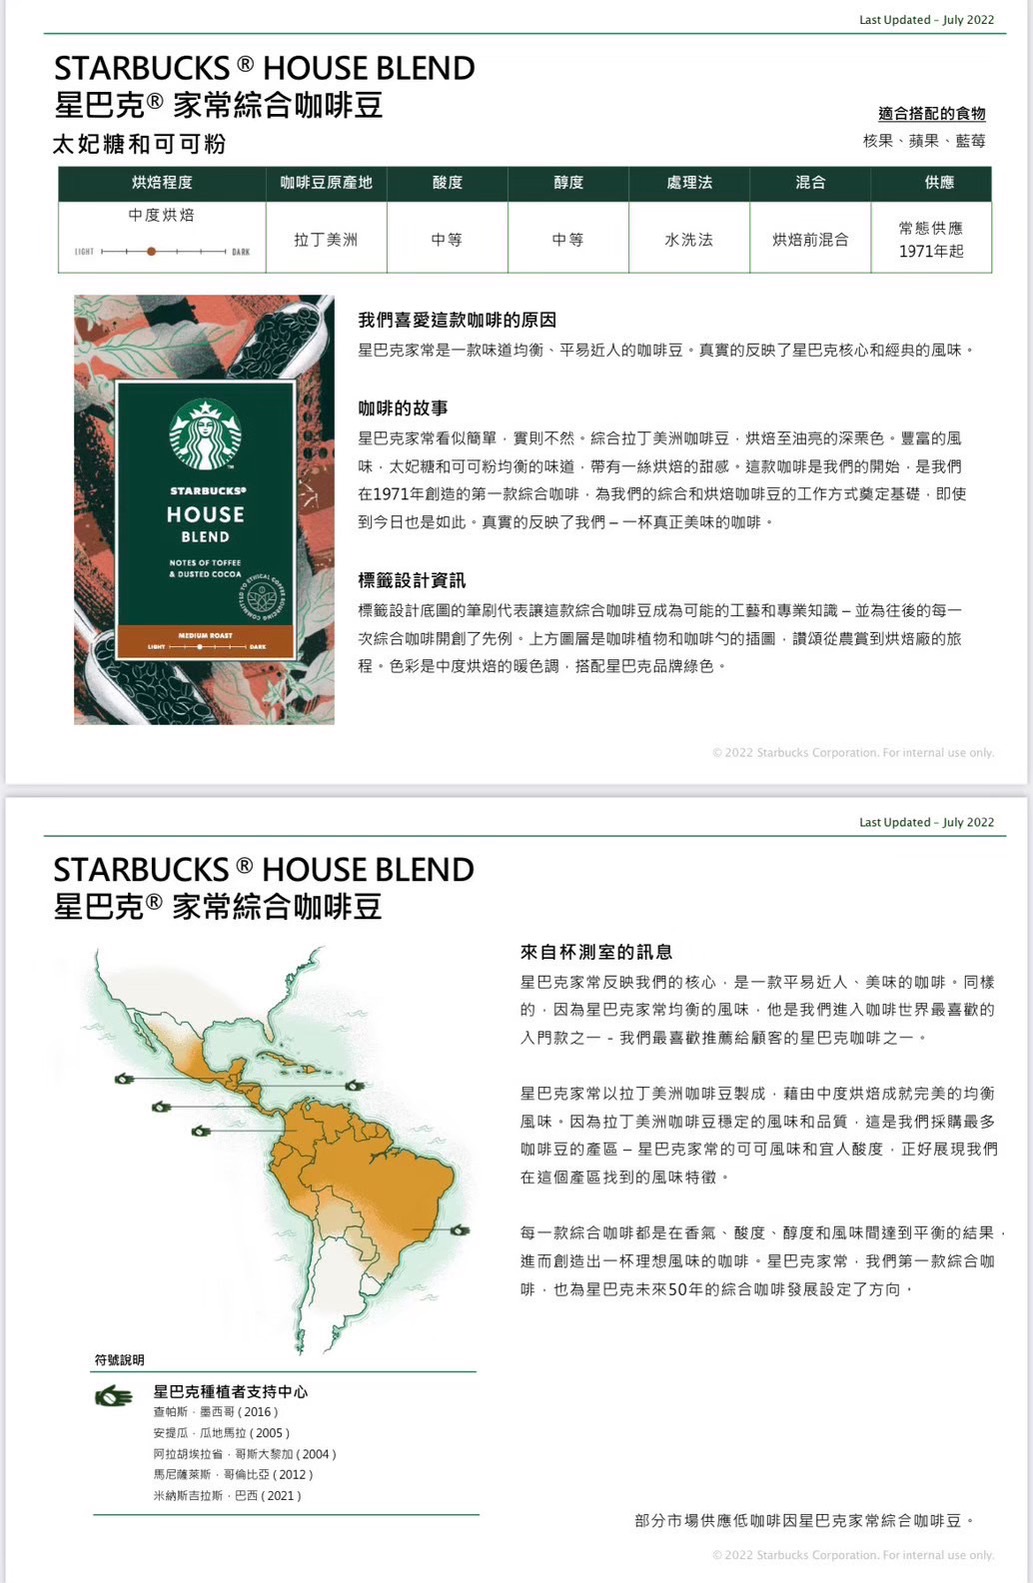 Last Updated – July 2022
STARBUCKS ® HOUSE BLEND
星巴克® 家常綜合咖啡豆
太妃糖和可可粉
適合搭配的食物
核果、蘋果、藍莓
烘焙程度 咖啡豆原產地 酸度 醇度 處理法 混合 供應
中度烘焙
LIGHT DARK
拉丁美洲 中等 中等 水洗法 烘焙前混合
常態供應
1971年起
STARBUCKS®
HOUSE
BLEND
NOTES OF TOFFEE
& DUSTED COCOA
COMMITTED TO ETHICAL COFFEE SOURCING
MEDIUM ROAST
LIGHT DARK
TM
我們喜愛這款咖啡的原因
星巴克家常是一款味道均衡、平易近人的咖啡豆。真實的反映了星巴克核心和經典的風味。
咖啡的故事
星巴克家常看似簡單，實則不然。綜合拉丁美洲咖啡豆，烘焙至油亮的深栗色。豐富的風
味，太妃糖和可可粉均衡的味道，帶有一絲烘焙的甜感。這款咖啡是我們的開始，是我們
在1971年創造的第一款綜合咖啡，為我們的綜合和烘焙咖啡豆的工作方式奠定基礎，即使
到今日也是如此。真實的反映了我們 – 一杯真正美味的咖啡。
標籤設計資訊
標籤設計底圖的筆刷代表讓這款綜合咖啡豆成為可能的工藝和專業知識 – 並為往後的每一
次綜合咖啡開創了先例。上方圖層是咖啡植物和咖啡勺的插圖，讚頌從農賞到烘焙廠的旅
程。色彩是中度烘焙的暖色調，搭配星巴克品牌綠色。
© 2022 Starbucks Corporation. For internal use only.
Last Updated – July 2022
STARBUCKS ® HOUSE BLEND
星巴克® 家常綜合咖啡豆
來自杯測室的訊息
星巴克家常反映我們的核心，是一款平易近人、美味的咖啡。同樣
的，因為星巴克家常均衡的風味，他是我們進入咖啡世界最喜歡的
入門款之一 - 我們最喜歡推薦給顧客的星巴克咖啡之一。
星巴克家常以拉丁美洲咖啡豆製成，藉由中度烘焙成就完美的均衡
風味。因為拉丁美洲咖啡豆穩定的風味和品質，這是我們採購最多
咖啡豆的產區 – 星巴克家常的可可風味和宜人酸度，正好展現我們
在這個產區找到的風味特徵。
每一款綜合咖啡都是在香氣、酸度、醇度和風味間達到平衡的結果，
進而創造出一杯理想風味的咖啡。星巴克家常，我們第一款綜合咖
啡，也為星巴克未來50年的綜合咖啡發展設定了方向，
符號說明
星巴克種植者支持中心
查帕斯，墨西哥 ( 2016 )
安提瓜，瓜地馬拉 ( 2005 )
阿拉胡埃拉省，哥斯大黎加 ( 2004 )
馬尼薩萊斯，哥倫比亞 ( 2012 )
米納斯吉拉斯，巴西 ( 2021 )
部分市場供應低咖啡因星巴克家常綜合咖啡豆。
© 2022 Starbucks Corporation. For internal use only.